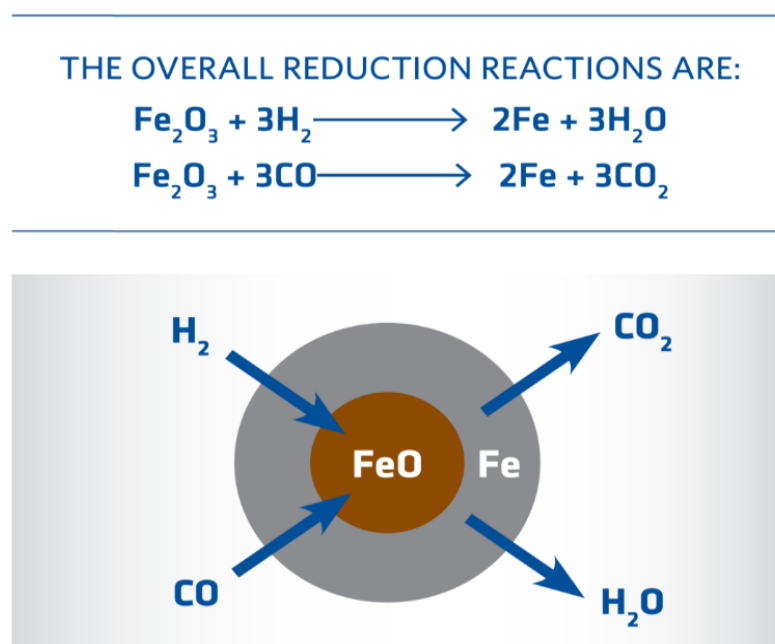 THE OVERALL REDUCTION REACTIONS ARE:
Fe₂O₃ + 3H₂ ⟶ 2Fe + 3H₂O
Fe₂O₃ + 3CO ⟶ 2Fe + 3CO₂
H₂
CO₂
FeO
Fe
CO
H₂O